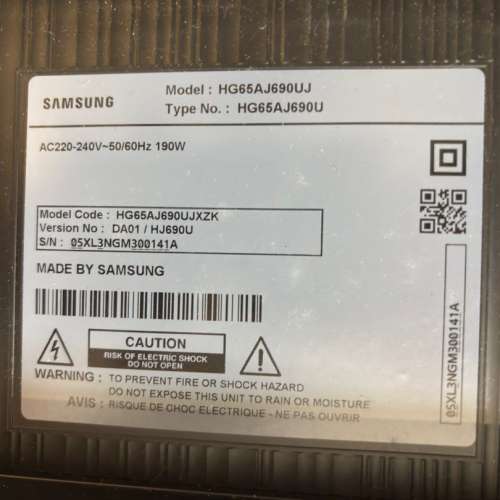 SAMSUNG
Model : HG65AJ690UJ
Type No. : HG65AJ690U
AC220-240V~50/60Hz 190W
Model Code : HG65AJ690UJXZK
Version No : DA01 / HJ690U
S/N : 05XL3NGM300141A
MADE BY SAMSUNG
CAUTION
RISK OF ELECTRIC SHOCK
DO NOT OPEN
WARNING : TO PREVENT FIRE OR SHOCK HAZARD
DO NOT EXPOSE THIS UNIT TO RAIN OR MOISTURE
AVIS : RISQUE DE CHOC ELECTRIQUE - NE PAS OUVRIR
05XL3NGM300141A